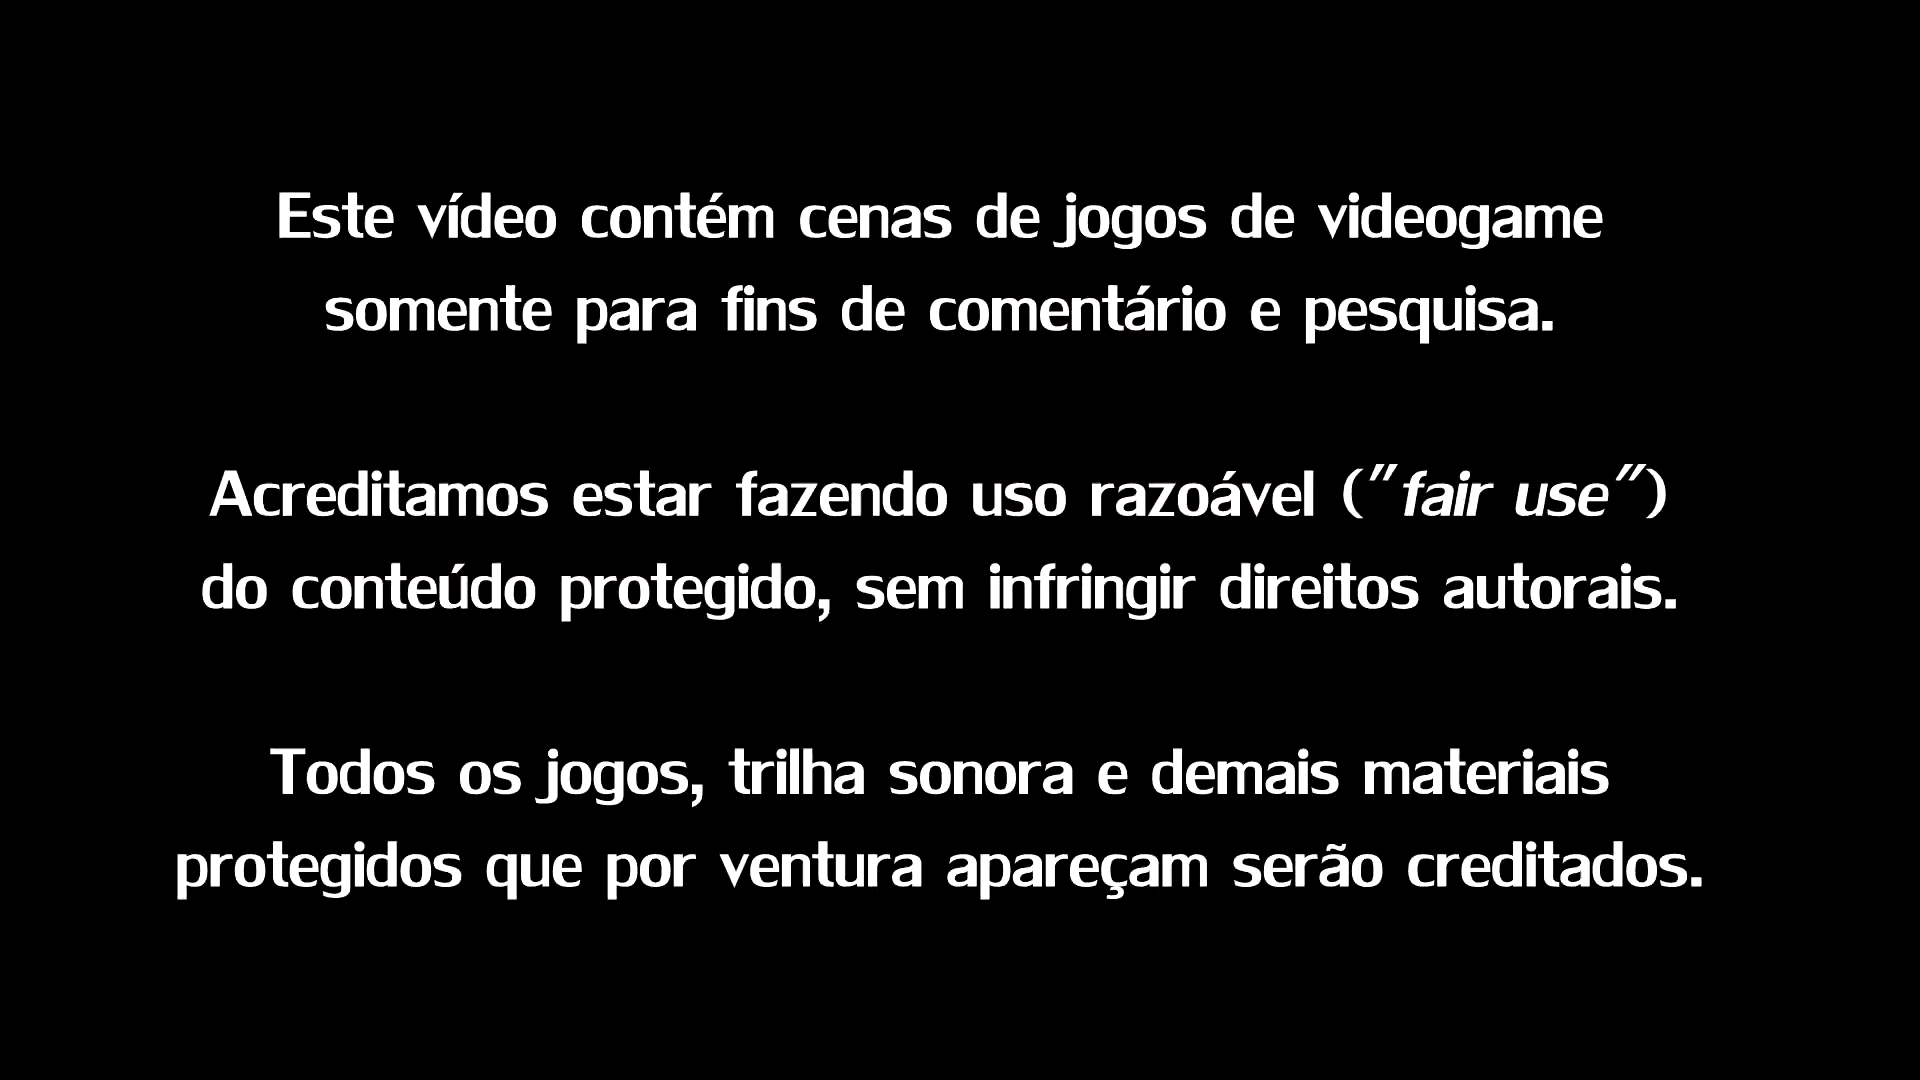 Este vídeo contém cenas de jogos de videogame
somente para fins de comentário e pesquisa.
Acreditamos estar fazendo uso razoável ("fair use")
do conteúdo protegido, sem infringir direitos autorais.
Todos os jogos, trilha sonora e demais materiais
protegidos que por ventura apareçam serão creditados.